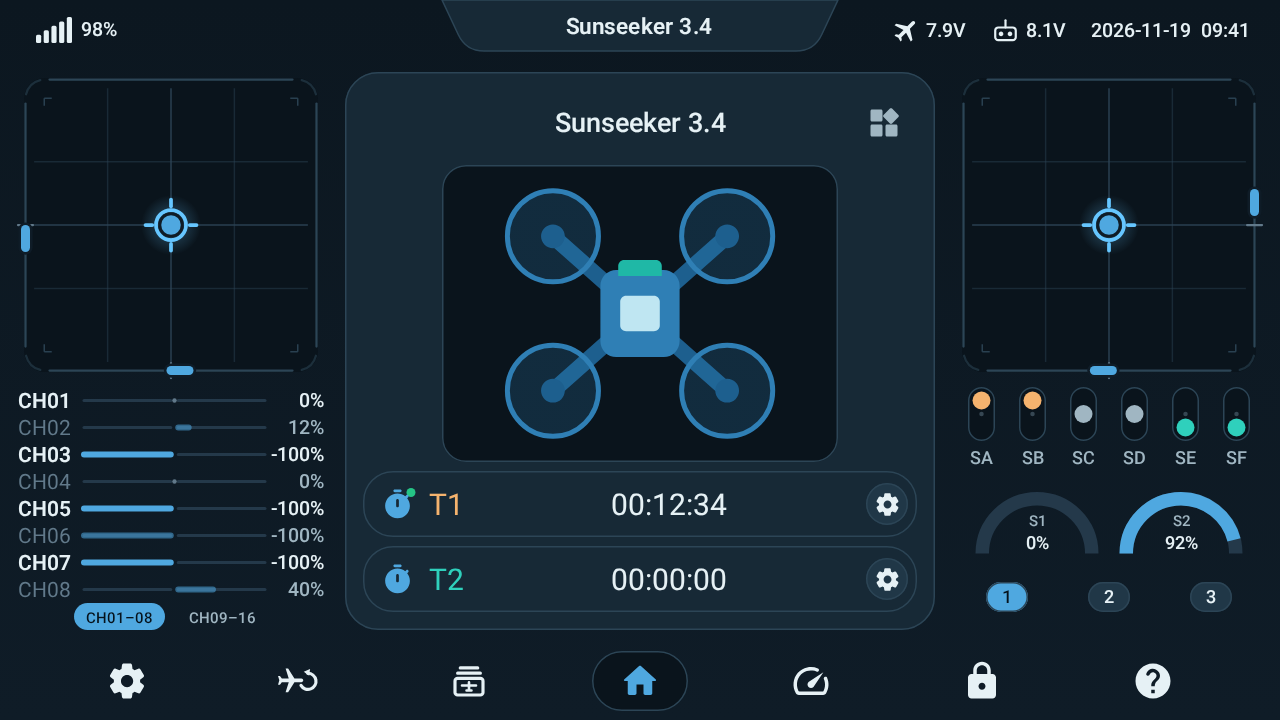 98%
Sunseeker 3.4
7.9V
8.1V
2026-11-19 09:41
Sunseeker 3.4
CH01 0%
CH02 12%
CH03 -100%
CH04 0%
CH05 -100%
CH06 -100%
CH07 -100%
CH08 40%
CH01–08 CH09–16
T1 00:12:34
T2 00:00:00
SA SB SC SD SE SF
S1
0%
S2
92%
1 2 3